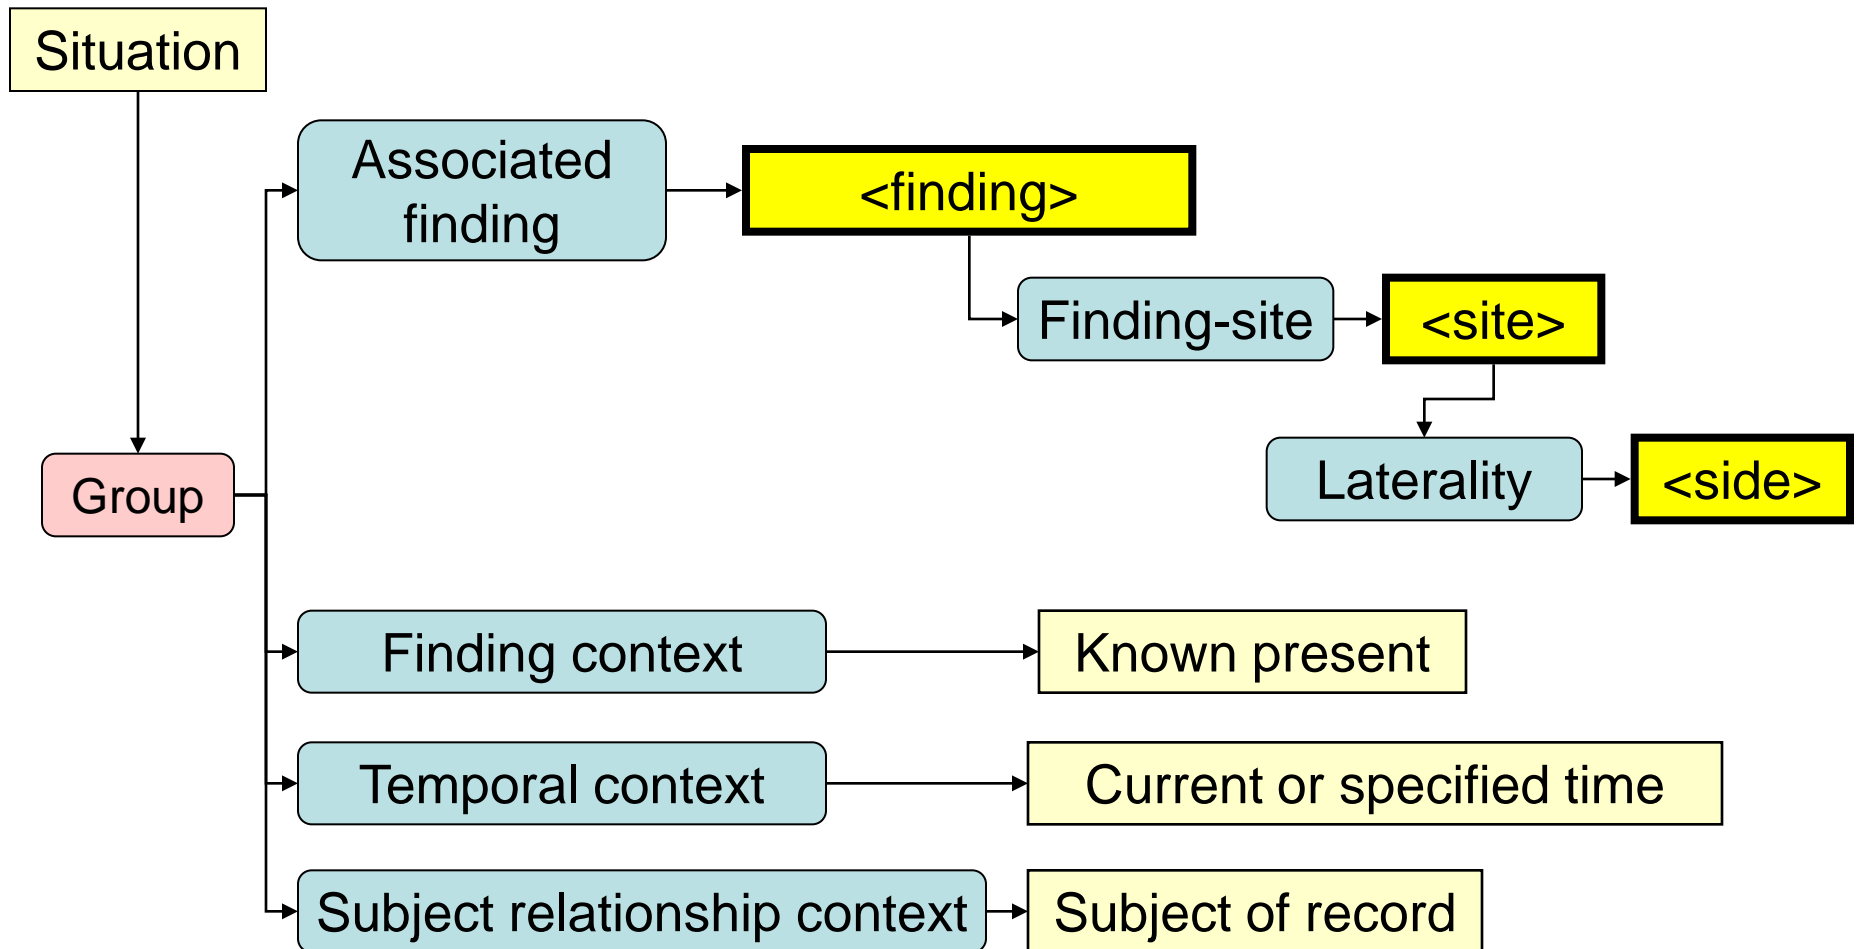 Situation
Associated
finding
<finding>
Finding-site
<site>
Laterality
<side>
Group
Finding context
Known present
Temporal context
Current or specified time
Subject relationship context
Subject of record